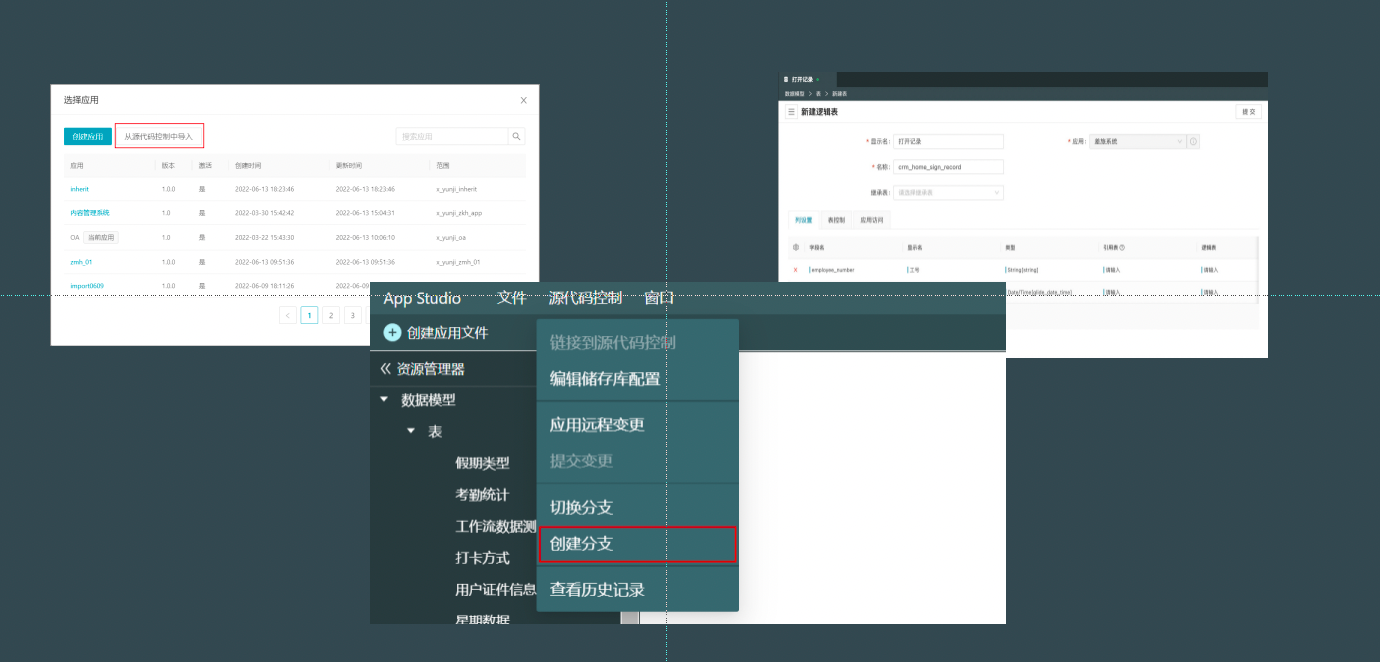 选择应用
X
创建应用 从源代码控制中导入 搜索应用
应用 版本 激活 创建时间 更新时间 范围
inherit 1.0.0 是 2022-06-13 18:23:46 2022-06-13 18:23:46 x_yunji_inherit
内容管理系统 1.0 是 2022-03-30 15:42:42 2022-06-13 15:04:31 x_yunji_zkh_app
OA 当前应用 1.0 是 2022-03-22 15:43:30 2022-06-13 10:06:10 x_yunji_oa
zmh_01 1.0.0 是 2022-06-13 09:51:36 2022-06-13 09:51:36 x_yunji_zmh_01
import0609 1.0.0 是 2022-06-09 18:11:26 2022-06-09
< 1 2 3
打开记录
数据模型 > 表 > 新建表
新建逻辑表 提交
* 显示名: 打开记录 * 应用:
* 名称: crm_home_sign_record
继承表: 请选择继承表
列设置 表控制 应用访问
字段名 显示名 类型 引用表 逻辑表
X employee_number 工号 String[string] 请输入 请输入
Date/Time[glide_date_time] 请输入 请输入
App Studio 文件 源代码控制 窗口
创建应用文件
资源管理器
数据模型
表
假期类型
考勤统计
工作流数据测
打卡方式
用户证件信息
星期数据
链接到源代码控制
编辑储存库配置
应用远程变更
提交变更
切换分支
创建分支
查看历史记录